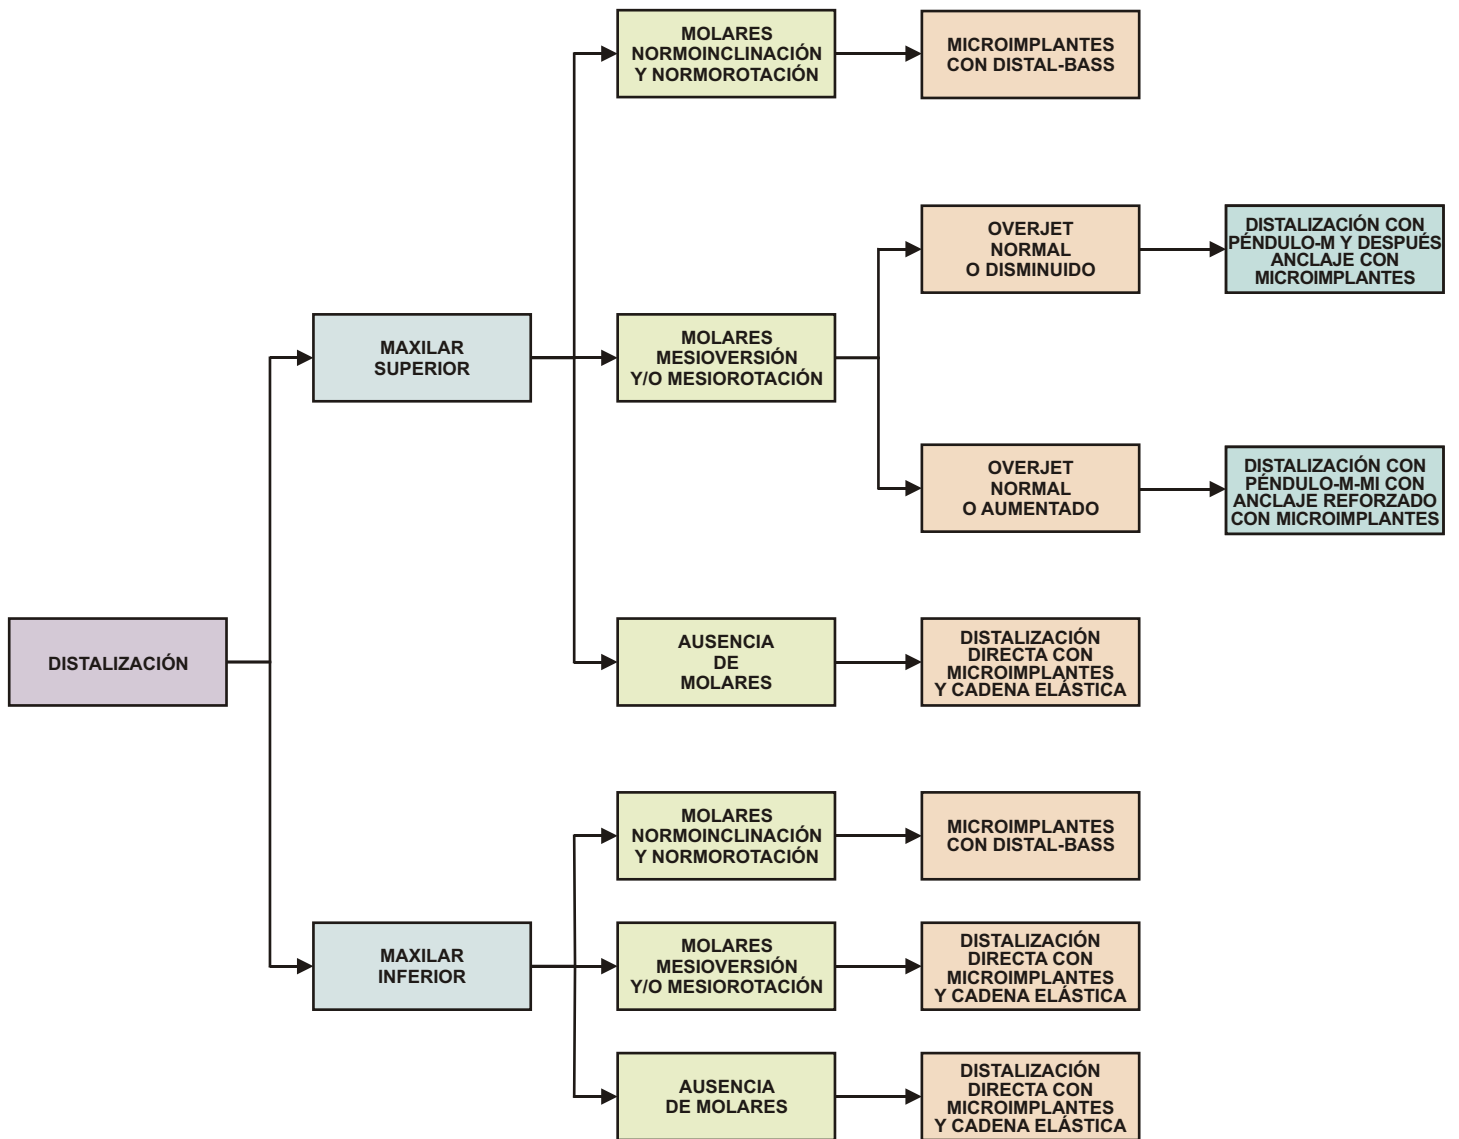 MOLARES
NORMOINCLINACIÓN
Y NORMOROTACIÓN
MICROIMPLANTES
CON DISTAL-BASS
OVERJET
NORMAL
O DISMINUIDO
DISTALIZACIÓN CON
PÉNDULO-M Y DESPUÉS
ANCLAJE CON
MICROIMPLANTES
MAXILAR
SUPERIOR
MOLARES
MESIOVERSIÓN
Y/O MESIOROTACIÓN
OVERJET
NORMAL
O AUMENTADO
DISTALIZACIÓN CON
PÉNDULO-M-MI CON
ANCLAJE REFORZADO
CON MICROIMPLANTES
DISTALIZACIÓN
AUSENCIA
DE
MOLARES
DISTALIZACIÓN
DIRECTA CON
MICROIMPLANTES
Y CADENA ELÁSTICA
MOLARES
NORMOINCLINACIÓN
Y NORMOROTACIÓN
MICROIMPLANTES
CON DISTAL-BASS
MAXILAR
INFERIOR
MOLARES
MESIOVERSIÓN
Y/O MESIOROTACIÓN
DISTALIZACIÓN
DIRECTA CON
MICROIMPLANTES
Y CADENA ELÁSTICA
AUSENCIA
DE MOLARES
DISTALIZACIÓN
DIRECTA CON
MICROIMPLANTES
Y CADENA ELÁSTICA